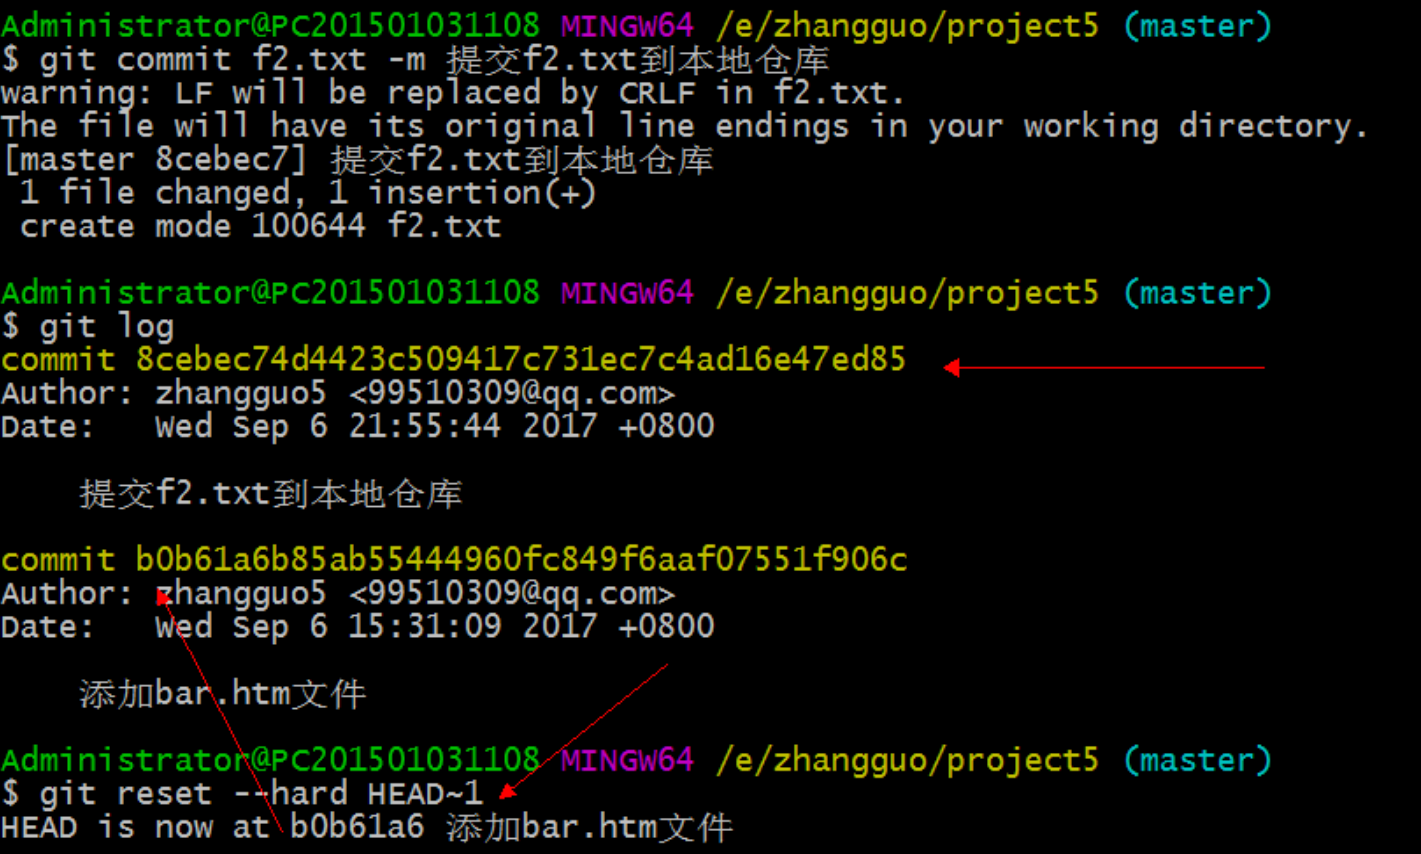 Administrator@PC201501031108 MINGW64 /e/zhangguo/project5 (master)
$ git commit f2.txt -m 提交f2.txt到本地仓库
warning: LF will be replaced by CRLF in f2.txt.
The file will have its original line endings in your working directory.
[master 8cebec7] 提交f2.txt到本地仓库
 1 file changed, 1 insertion(+)
 create mode 100644 f2.txt
Administrator@PC201501031108 MINGW64 /e/zhangguo/project5 (master)
$ git log
commit 8cebec74d4423c509417c731ec7c4ad16e47ed85
Author: zhangguo5 <99510309@qq.com>
Date:   Wed Sep 6 21:55:44 2017 +0800
    提交f2.txt到本地仓库
commit b0b61a6b85ab55444960fc849f6aaf07551f906c
Author: zhangguo5 <99510309@qq.com>
Date:   Wed Sep 6 15:31:09 2017 +0800
    添加bar.htm文件
Administrator@PC201501031108 MINGW64 /e/zhangguo/project5 (master)
$ git reset --hard HEAD~1
HEAD is now at b0b61a6 添加bar.htm文件